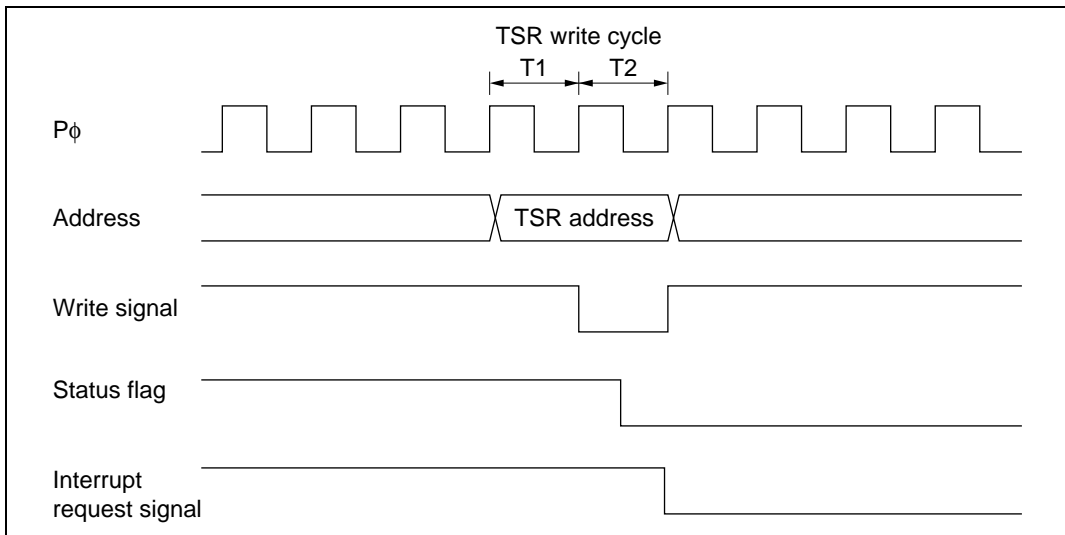 TSR write cycle
T1 T2
Pϕ
Address
TSR address
Write signal
Status flag
Interrupt
request signal